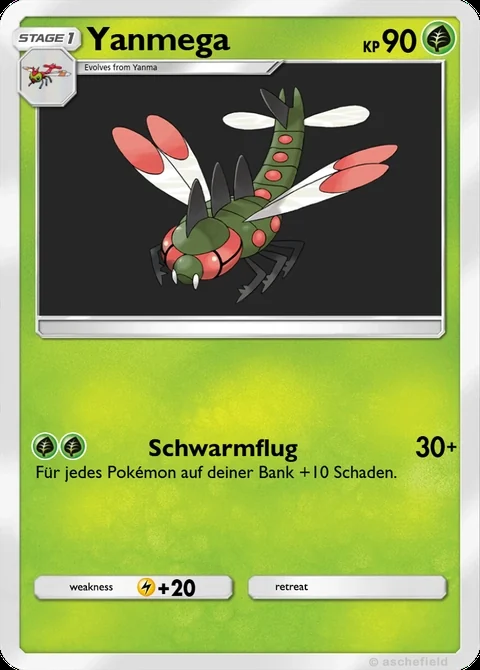 STAGE 1
Yanmega
KP 90
Evolves from Yanma
Schwarmflug 30+
Für jedes Pokémon auf deiner Bank +10 Schaden.
weakness +20 retreat
© aschefield